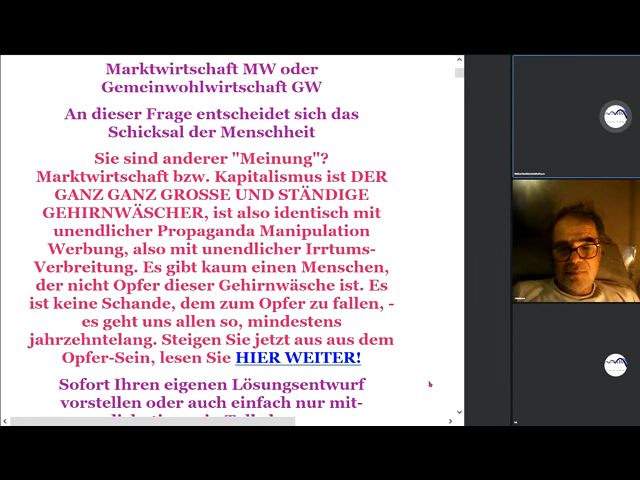 Marktwirtschaft MW oder
Gemeinwohlwirtschaft GW
An dieser Frage entscheidet sich das
Schicksal der Menschheit
Sie sind anderer "Meinung"?
Marktwirtschaft bzw. Kapitalismus ist DER
GANZ GANZ GROSSE UND STÄNDIGE
GEHIRNWÄSCHER, ist also identisch mit
unendlicher Propaganda Manipulation
Werbung, also mit unendlicher Irrtums-
Verbreitung. Es gibt kaum einen Menschen,
der nicht Opfer dieser Gehirnwäsche ist. Es
ist keine Schande, dem zum Opfer zu fallen, -
es geht uns allen so, mindestens
jahrzehntelang. Steigen Sie jetzt aus aus dem
Opfer-Sein, lesen Sie HIER WEITER!
Sofort Ihren eigenen Lösungsentwurf
vorstellen oder auch einfach nur mit-